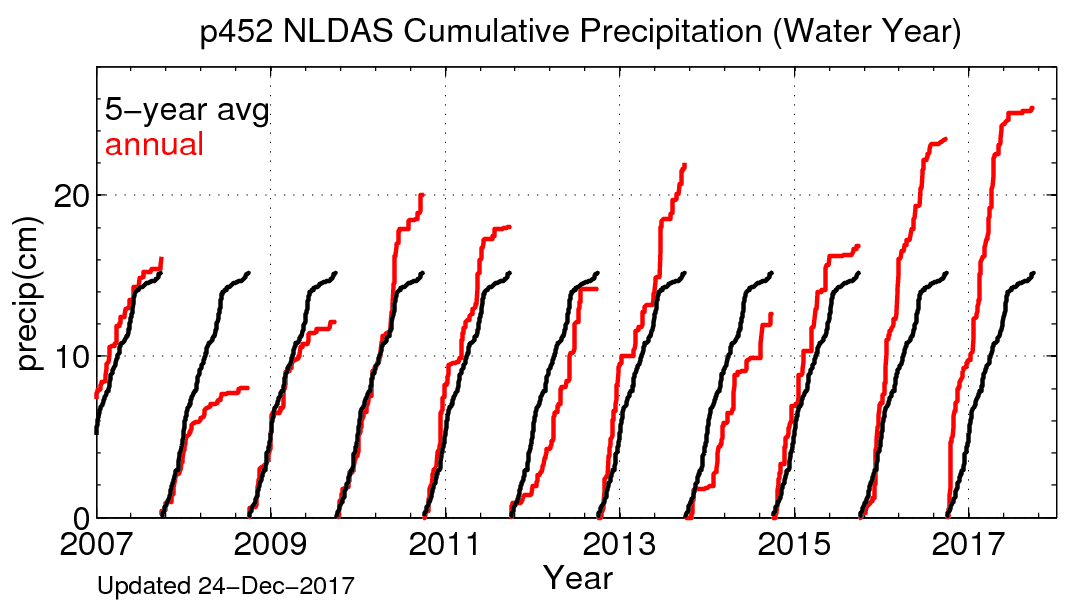 p452 NLDAS Cumulative Precipitation (Water Year)
5−year avg
annual
precip(cm)
20
10
0
2007 2009 2011 2013 2015 2017
Year
Updated 24−Dec−2017